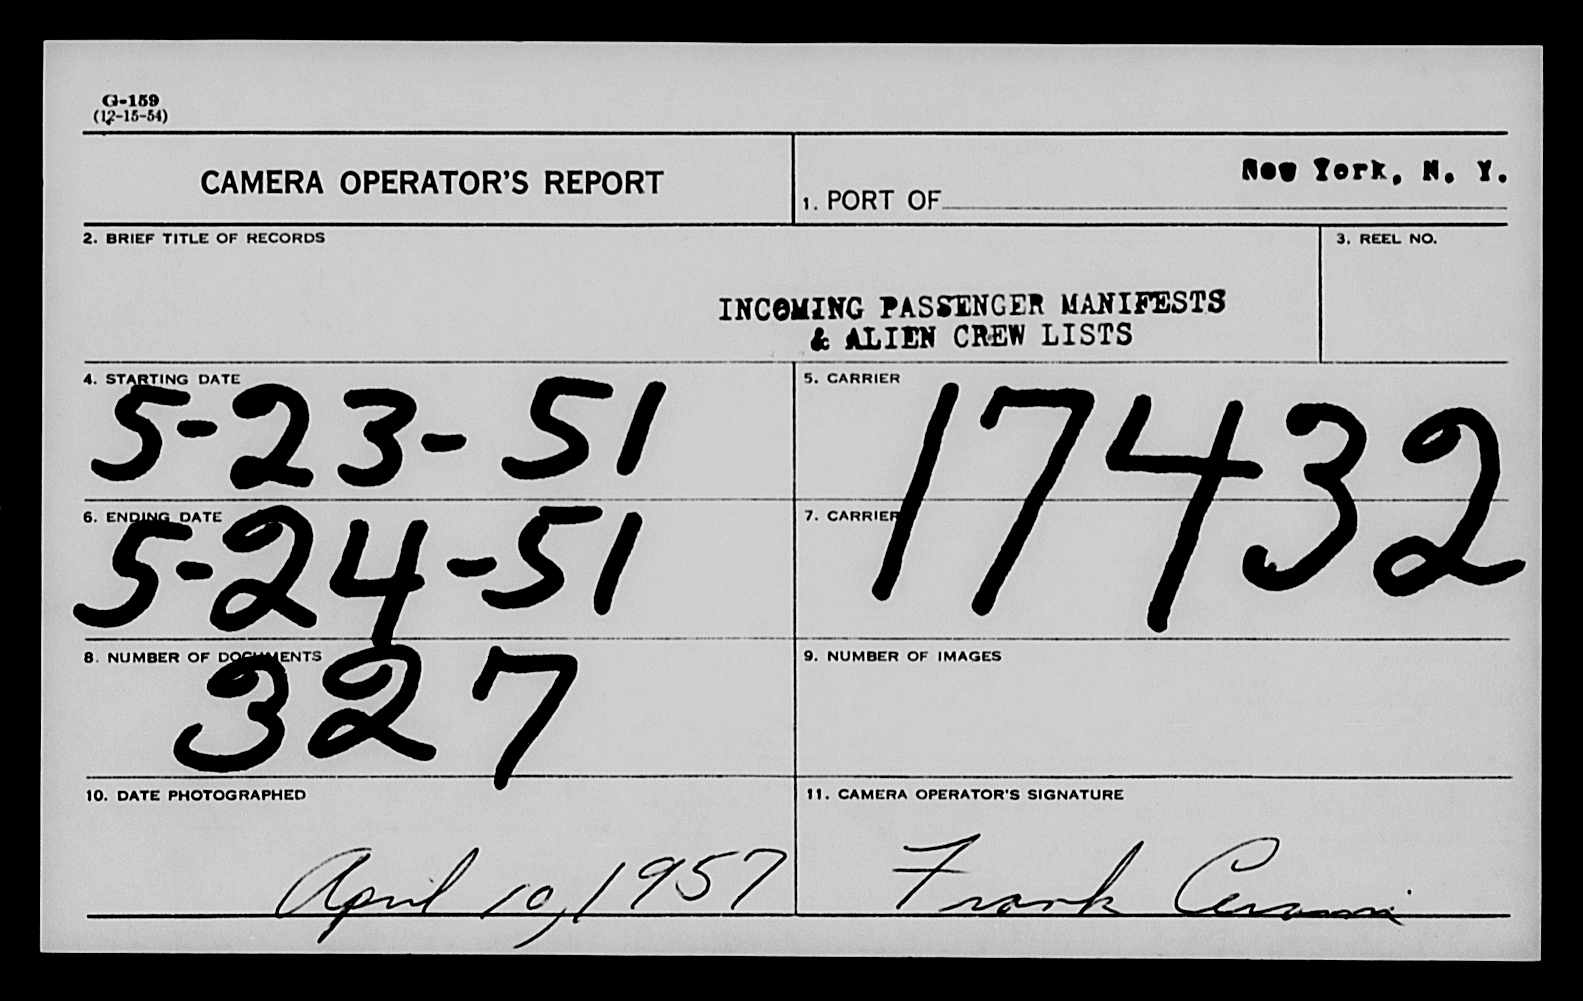 G-159
(12-15-54)
CAMERA OPERATOR'S REPORT
1. PORT OF New York, N. Y.
2. BRIEF TITLE OF RECORDS
3. REEL NO.
INCOMING PASSENGER MANIFESTS
& ALIEN CREW LISTS
4. STARTING DATE
5-23-51
5. CARRIER
17432
6. ENDING DATE
5-24-51
7. CARRIER
8. NUMBER OF DOCUMENTS
327
9. NUMBER OF IMAGES
10. DATE PHOTOGRAPHED
April 10, 1957
11. CAMERA OPERATOR'S SIGNATURE
Frank